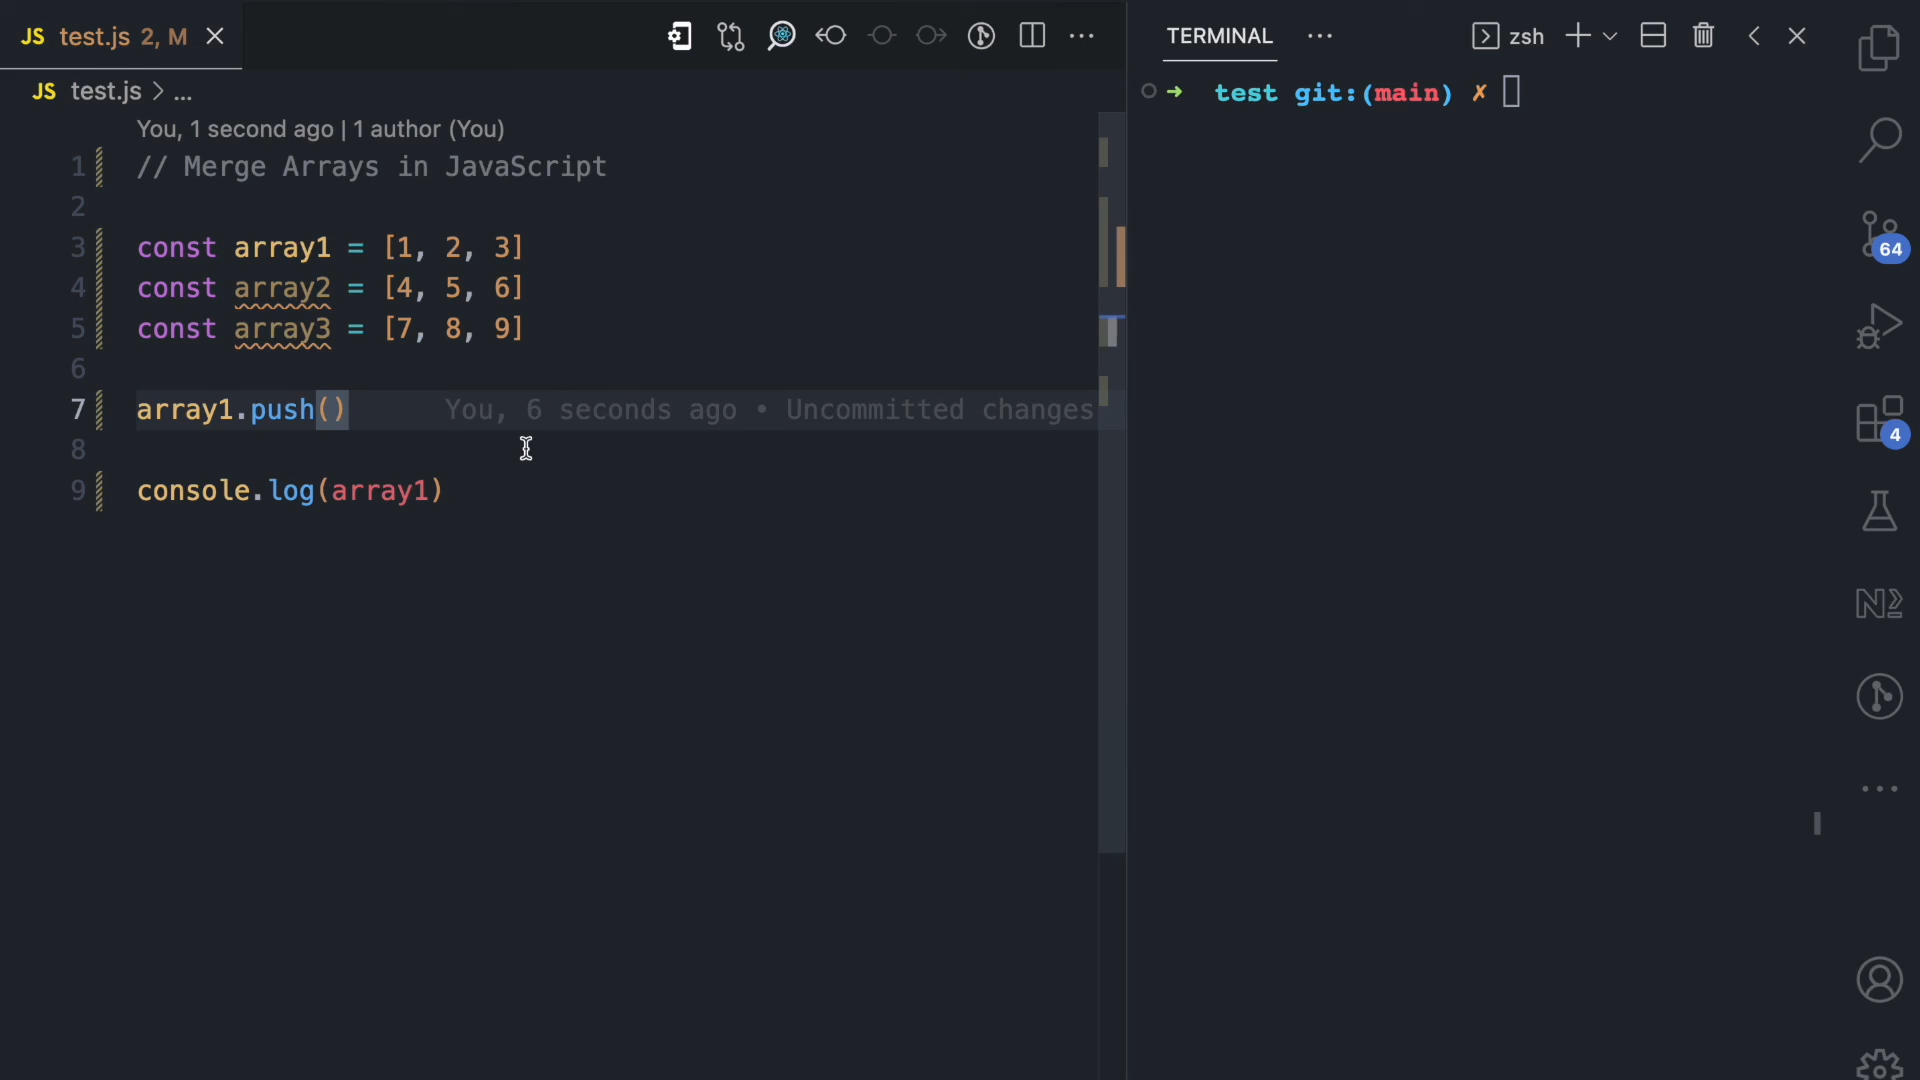 JS test.js 2, M
JS test.js > ...
You, 1 second ago | 1 author (You)
1 // Merge Arrays in JavaScript
2
3 const array1 = [1, 2, 3]
4 const array2 = [4, 5, 6]
5 const array3 = [7, 8, 9]
6
7 array1.push() You, 6 seconds ago • Uncommitted changes
8
9 console.log(array1)
TERMINAL
zsh
➜ test git:(main) ✗
64
4